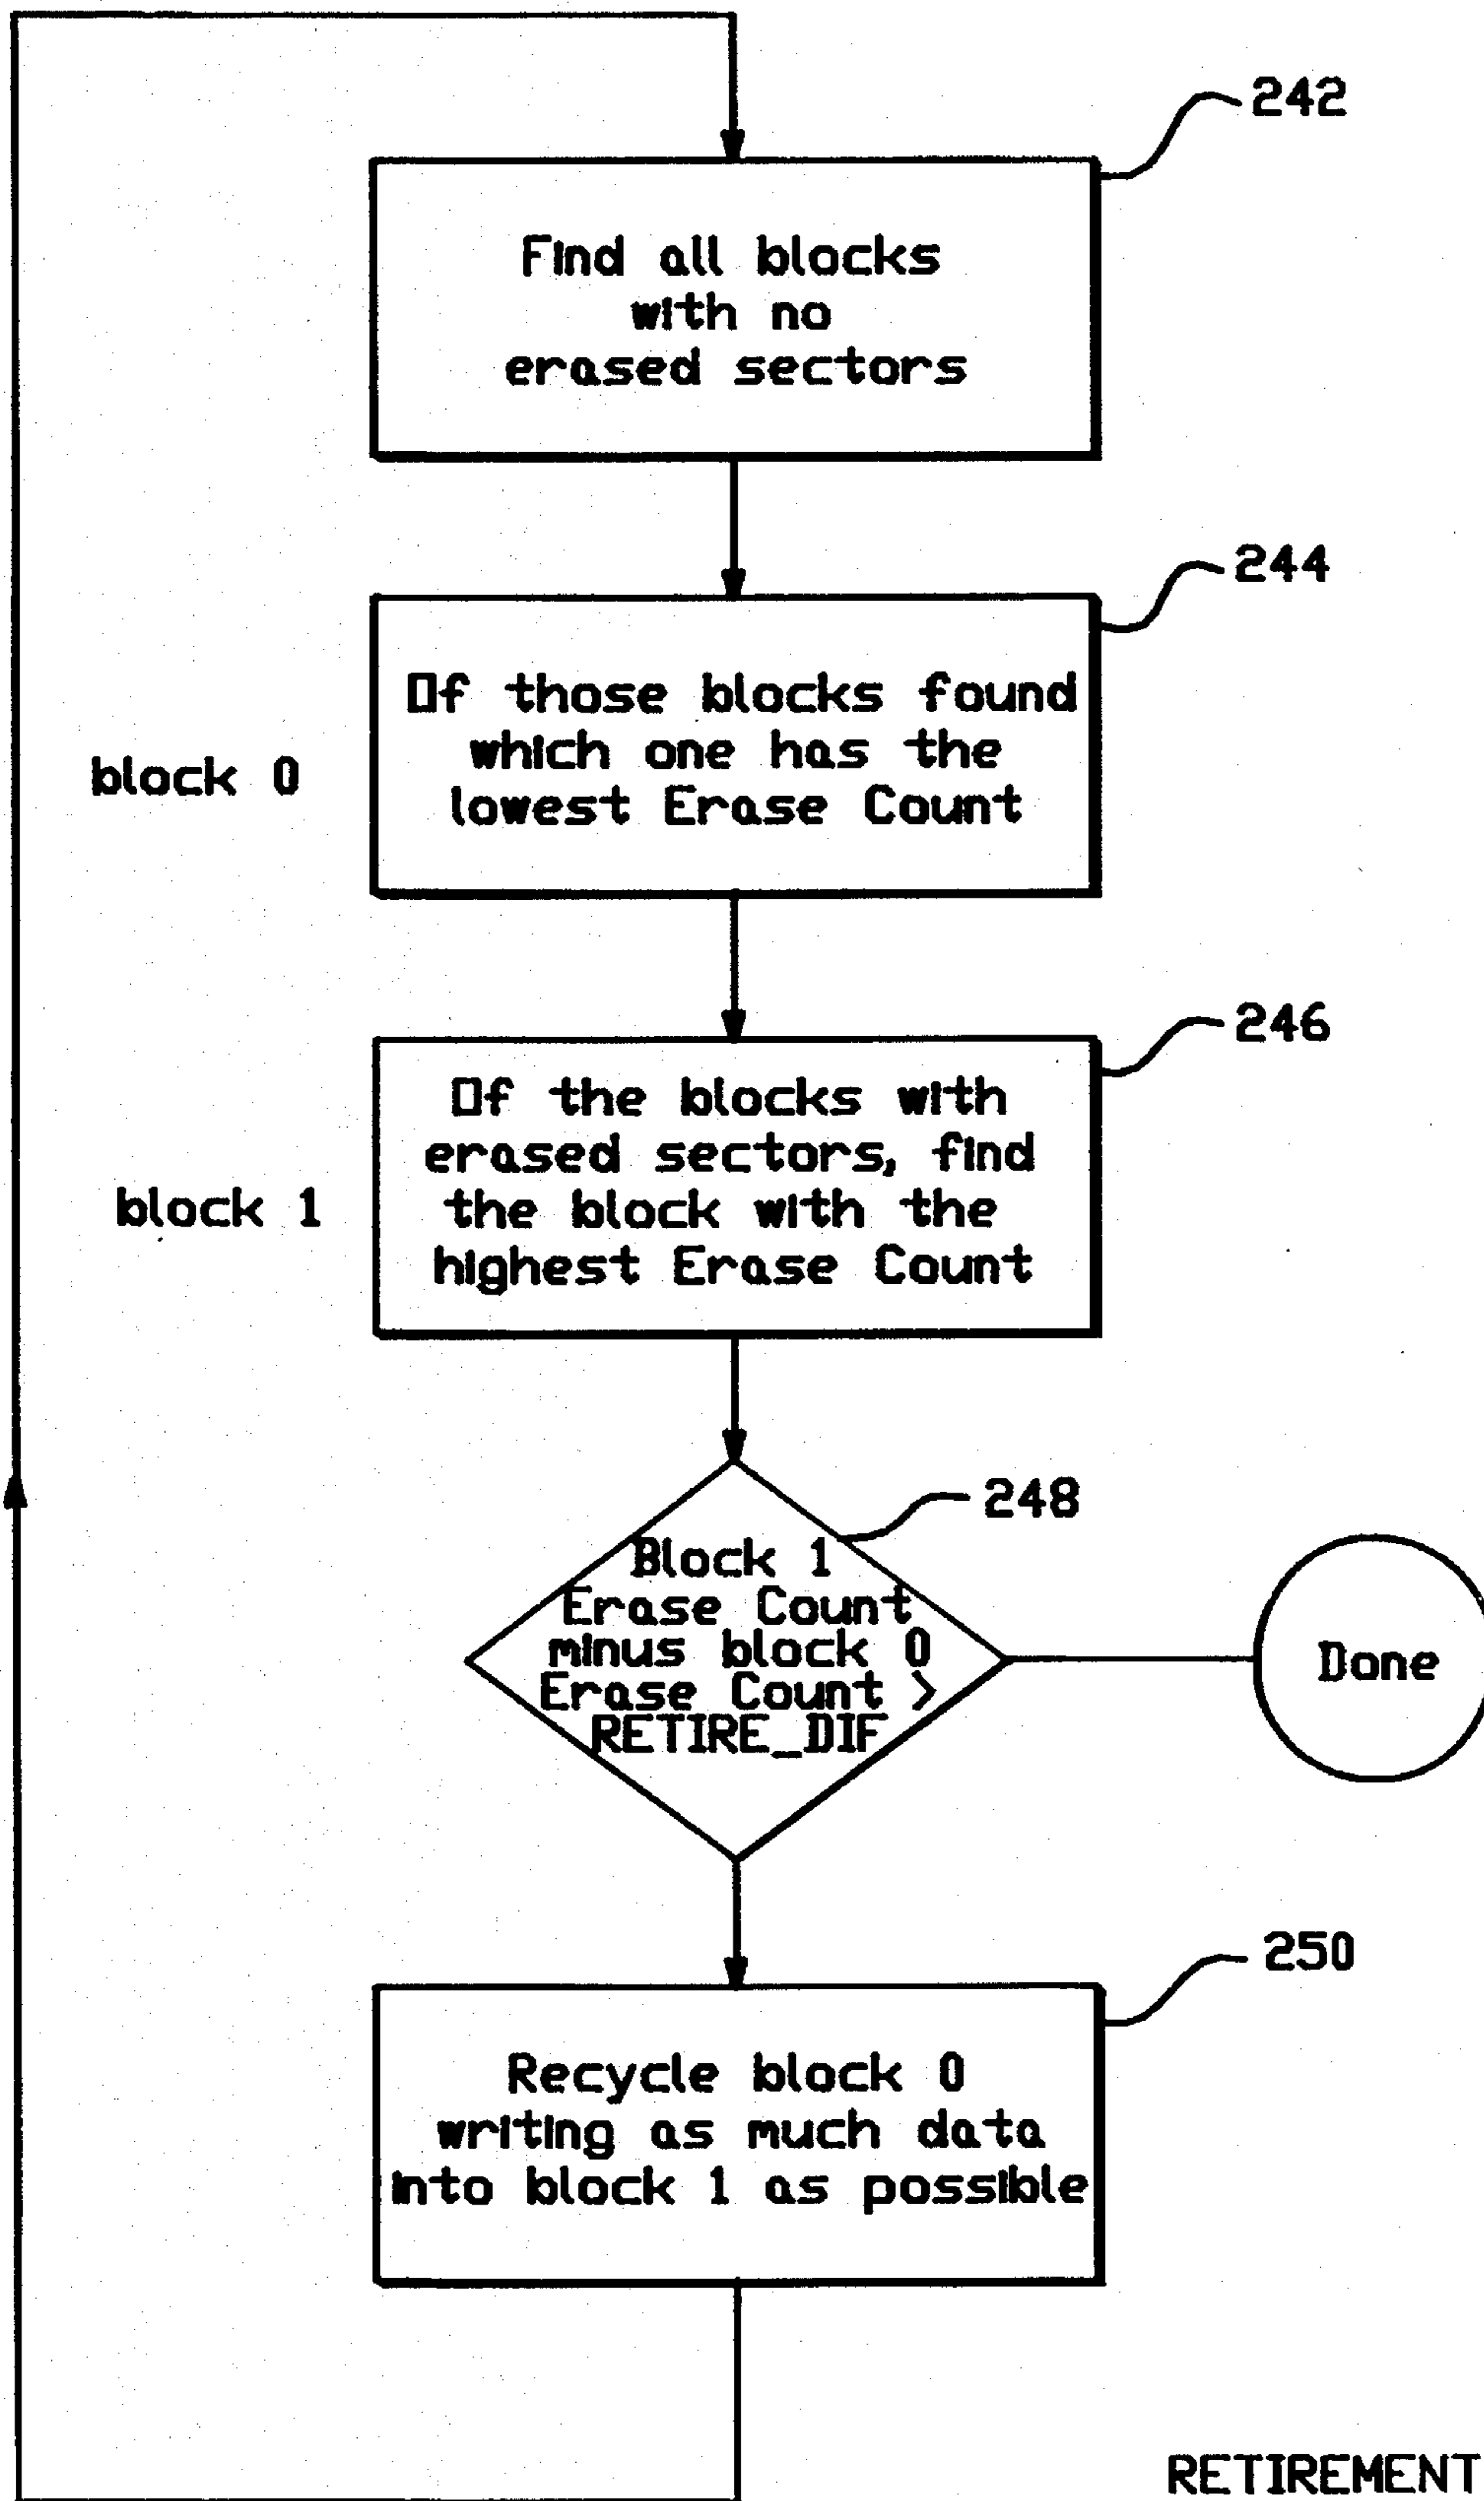 242
Find all blocks
with no
erased sectors
244
Of those blocks found
which one has the
lowest Erase Count
block 0
246
Of the blocks with
erased sectors, find
the block with the
highest Erase Count
block 1
248
Block 1
Erase Count
minus block 0
Erase Count >
RETIRE_DIF
Done
250
Recycle block 0
writing as much data
into block 1 as possible
RETIREMENT